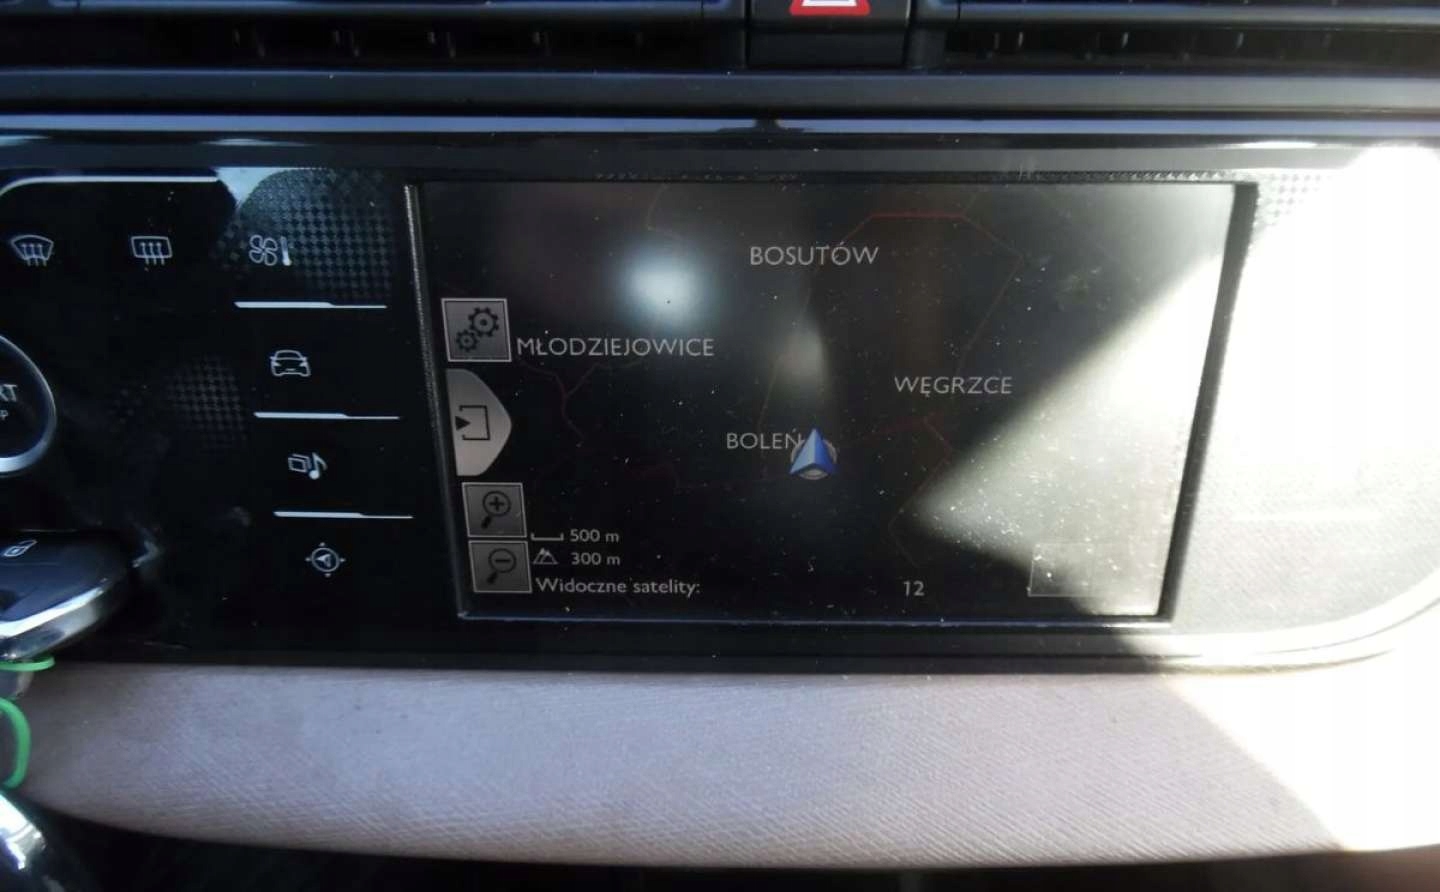 BOSUTÓW
MŁODZIEJOWICE
WĘGRZCE
BOLEŃ
500 m
300 m
Widoczne satelity: 12